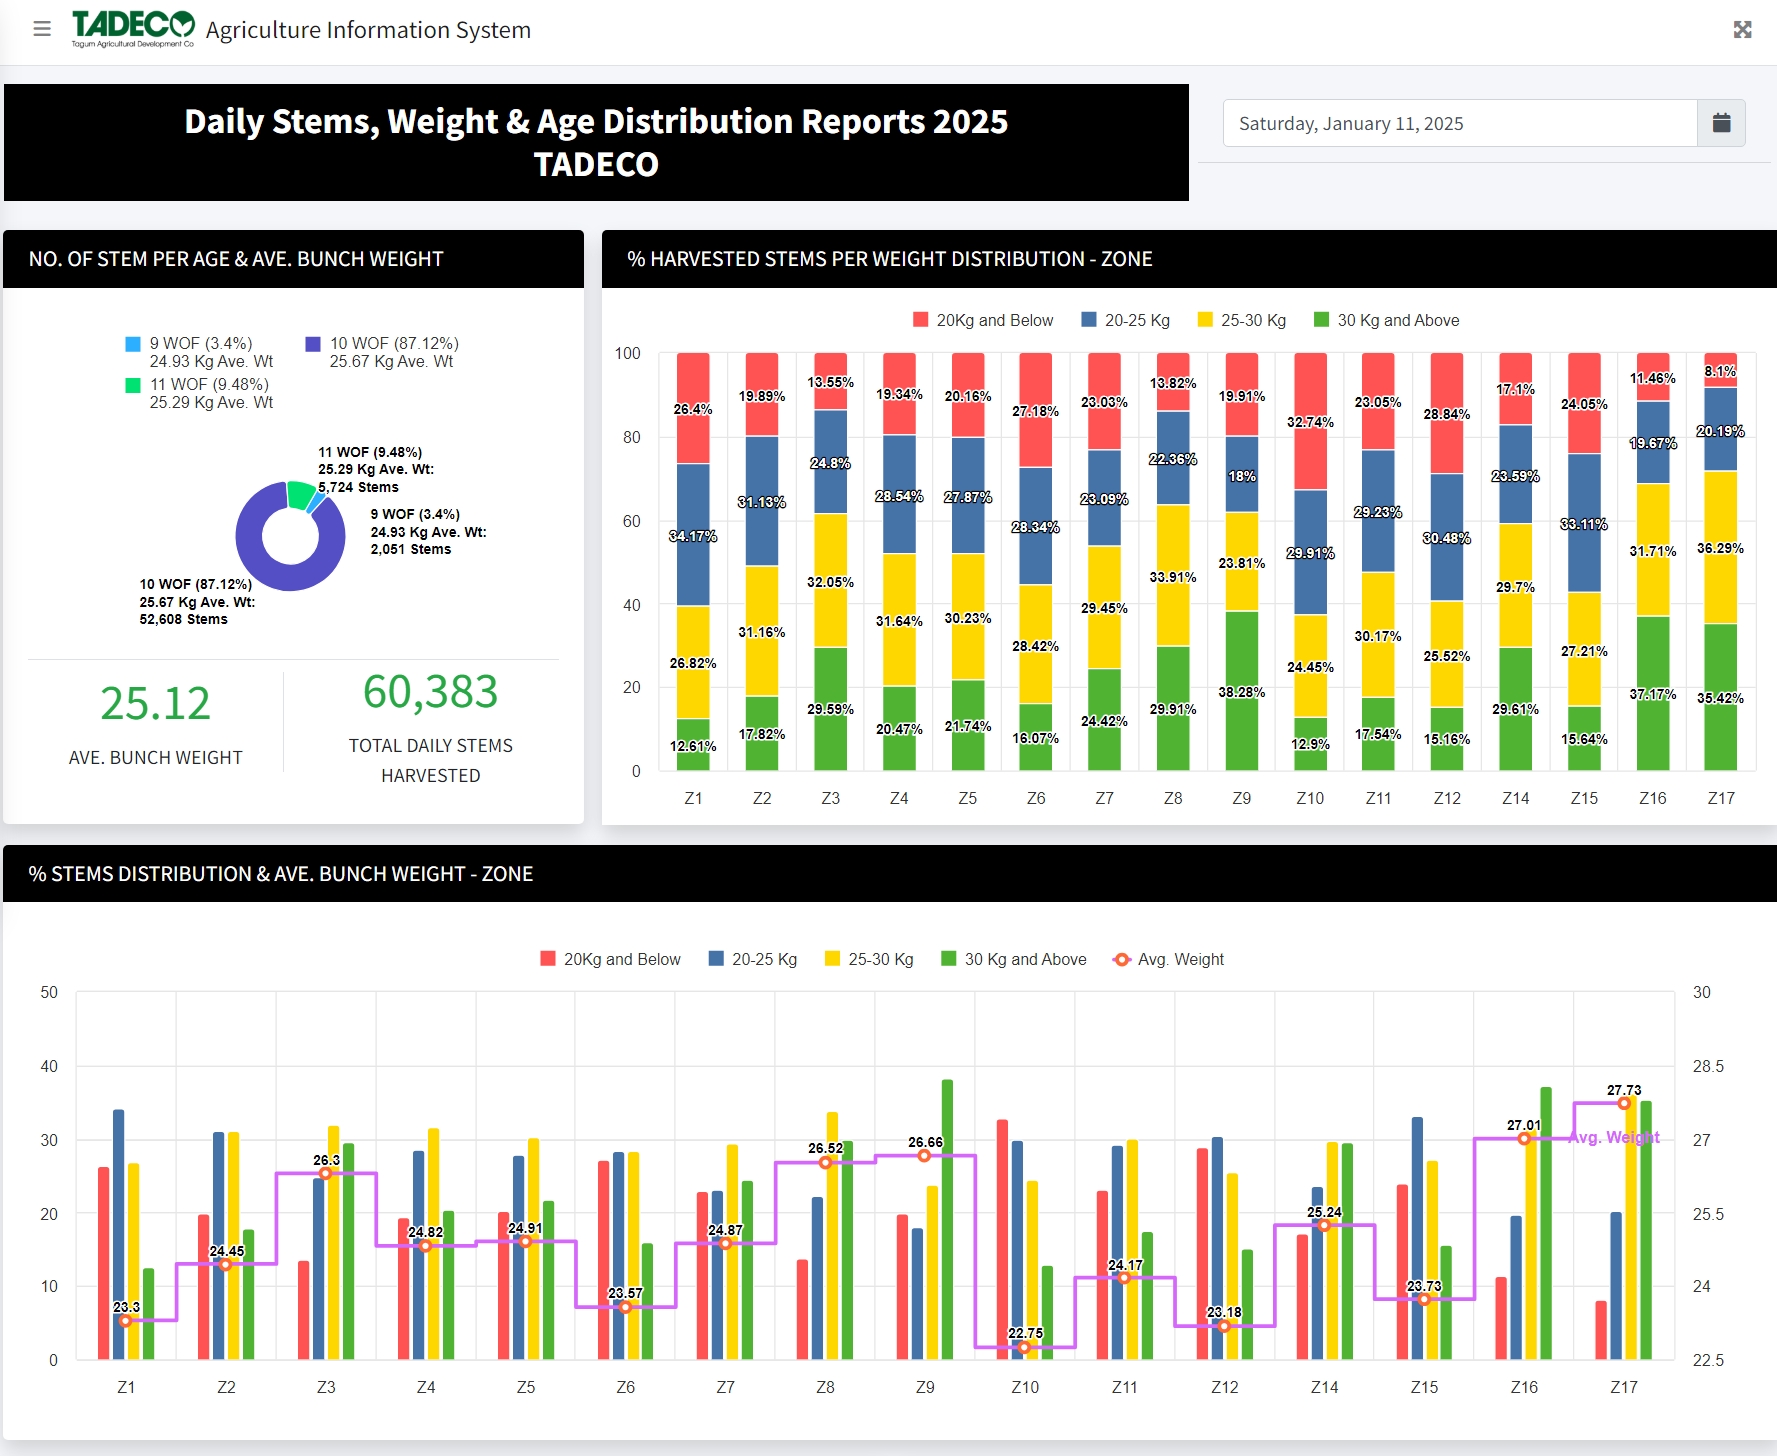 TADECO
Tagum Agricultural Development Co
Agriculture Information System
Daily Stems, Weight & Age Distribution Reports 2025
TADECO
Saturday, January 11, 2025
NO. OF STEM PER AGE & AVE. BUNCH WEIGHT
9 WOF (3.4%)
24.93 Kg Ave. Wt
10 WOF (87.12%)
25.67 Kg Ave. Wt
11 WOF (9.48%)
25.29 Kg Ave. Wt
11 WOF (9.48%)
25.29 Kg Ave. Wt:
5,724 Stems
9 WOF (3.4%)
24.93 Kg Ave. Wt:
2,051 Stems
10 WOF (87.12%)
25.67 Kg Ave. Wt:
52,608 Stems
25.12
AVE. BUNCH WEIGHT
60,383
TOTAL DAILY STEMS
HARVESTED
% HARVESTED STEMS PER WEIGHT DISTRIBUTION - ZONE
20Kg and Below 20-25 Kg 25-30 Kg 30 Kg and Above
100
80
60
40
20
0
26.4% 19.89% 13.55% 19.34% 20.16% 27.18% 23.03% 13.82% 19.91% 32.74% 23.05% 28.84% 17.1% 24.05% 11.46% 8.1%
34.17% 31.13% 24.8% 28.54% 27.87% 28.34% 23.09% 22.36% 18% 29.91% 29.23% 30.48% 23.59% 33.11% 19.67% 20.19%
26.82% 31.16% 32.05% 31.64% 30.23% 28.42% 29.45% 33.91% 23.81% 24.45% 30.17% 25.52% 29.7% 27.21% 31.71% 36.29%
12.61% 17.82% 29.59% 20.47% 21.74% 16.07% 24.42% 29.91% 38.28% 12.9% 17.54% 15.16% 29.61% 15.64% 37.17% 35.42%
Z1 Z2 Z3 Z4 Z5 Z6 Z7 Z8 Z9 Z10 Z11 Z12 Z14 Z15 Z16 Z17
% STEMS DISTRIBUTION & AVE. BUNCH WEIGHT - ZONE
20Kg and Below 20-25 Kg 25-30 Kg 30 Kg and Above Avg. Weight
50
40
30
20
10
0
23.3 24.45 26.3 24.82 24.91 23.57 24.87 26.52 26.66 22.75 24.17 23.18 25.24 23.73 27.01 27.73
Avg. Weight
30
28.5
27
25.5
24
22.5
Z1 Z2 Z3 Z4 Z5 Z6 Z7 Z8 Z9 Z10 Z11 Z12 Z14 Z15 Z16 Z17